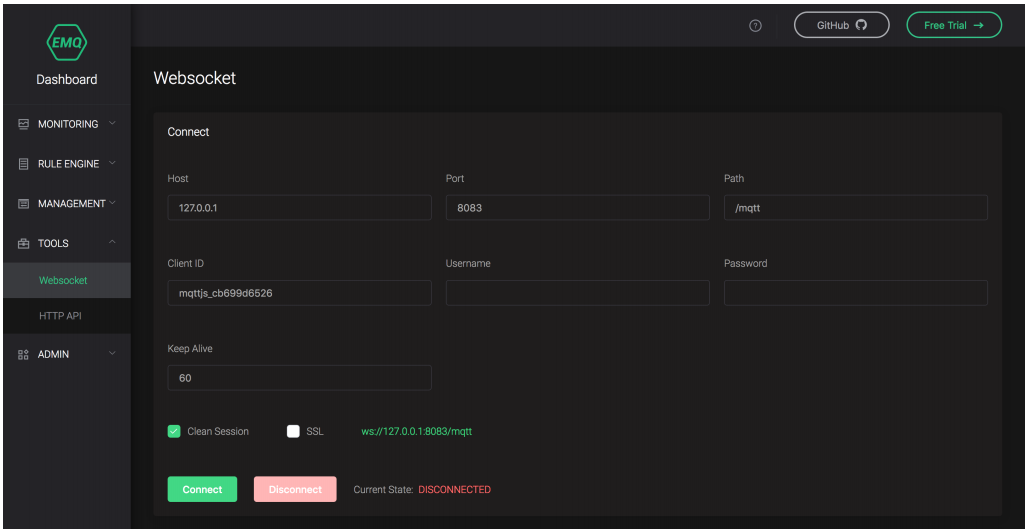 EMQ
Dashboard
MONITORING
RULE ENGINE
MANAGEMENT
TOOLS
Websocket
HTTP API
ADMIN
? GitHub Free Trial →
Websocket
Connect
Host Port Path
127.0.0.1 8083 /mqtt
Client ID Username Password
mqttjs_cb699d6526
Keep Alive
60
Clean Session SSL ws://127.0.0.1:8083/mqtt
Connect Disconnect Current State: DISCONNECTED